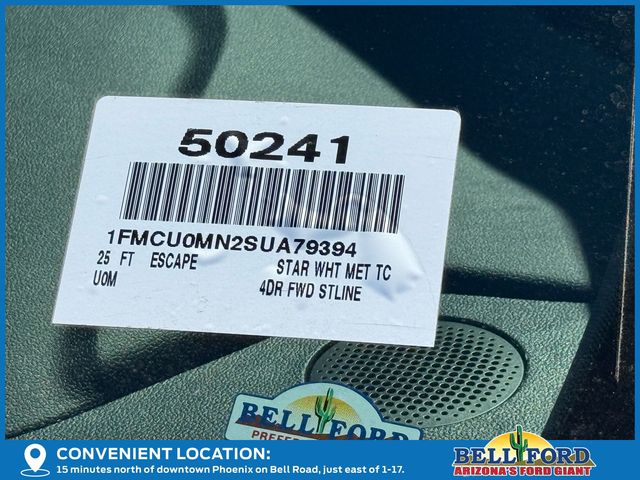 50241
1FMCU0MN2SUA79394
25 FT ESCAPE STAR WHT MET TC
U0M 4DR FWD STLINE
BELL FORD
CONVENIENT LOCATION:
15 minutes north of downtown Phoenix on Bell Road, just east of 1-17.
BELL FORD
ARIZONA'S FORD GIANT